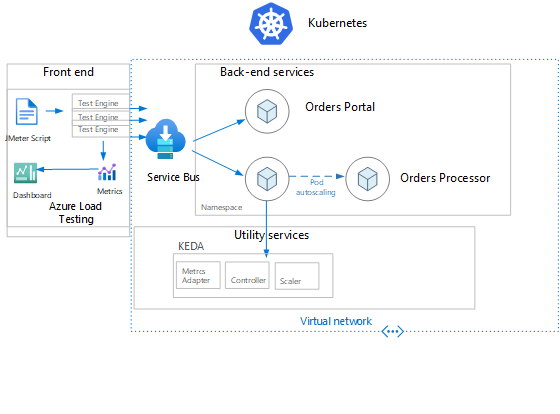 Kubernetes
Front end
Back-end services
Test Engine
Test Engine
Test Engine
JMeter Script
Orders Portal
Service Bus
Dashboard
Metrics
Azure Load
Testing
Pod
autoscaling
Orders Processor
Namespace
Utility services
KEDA
Metrcs
Adapter
Controller
Scaler
Virtual network